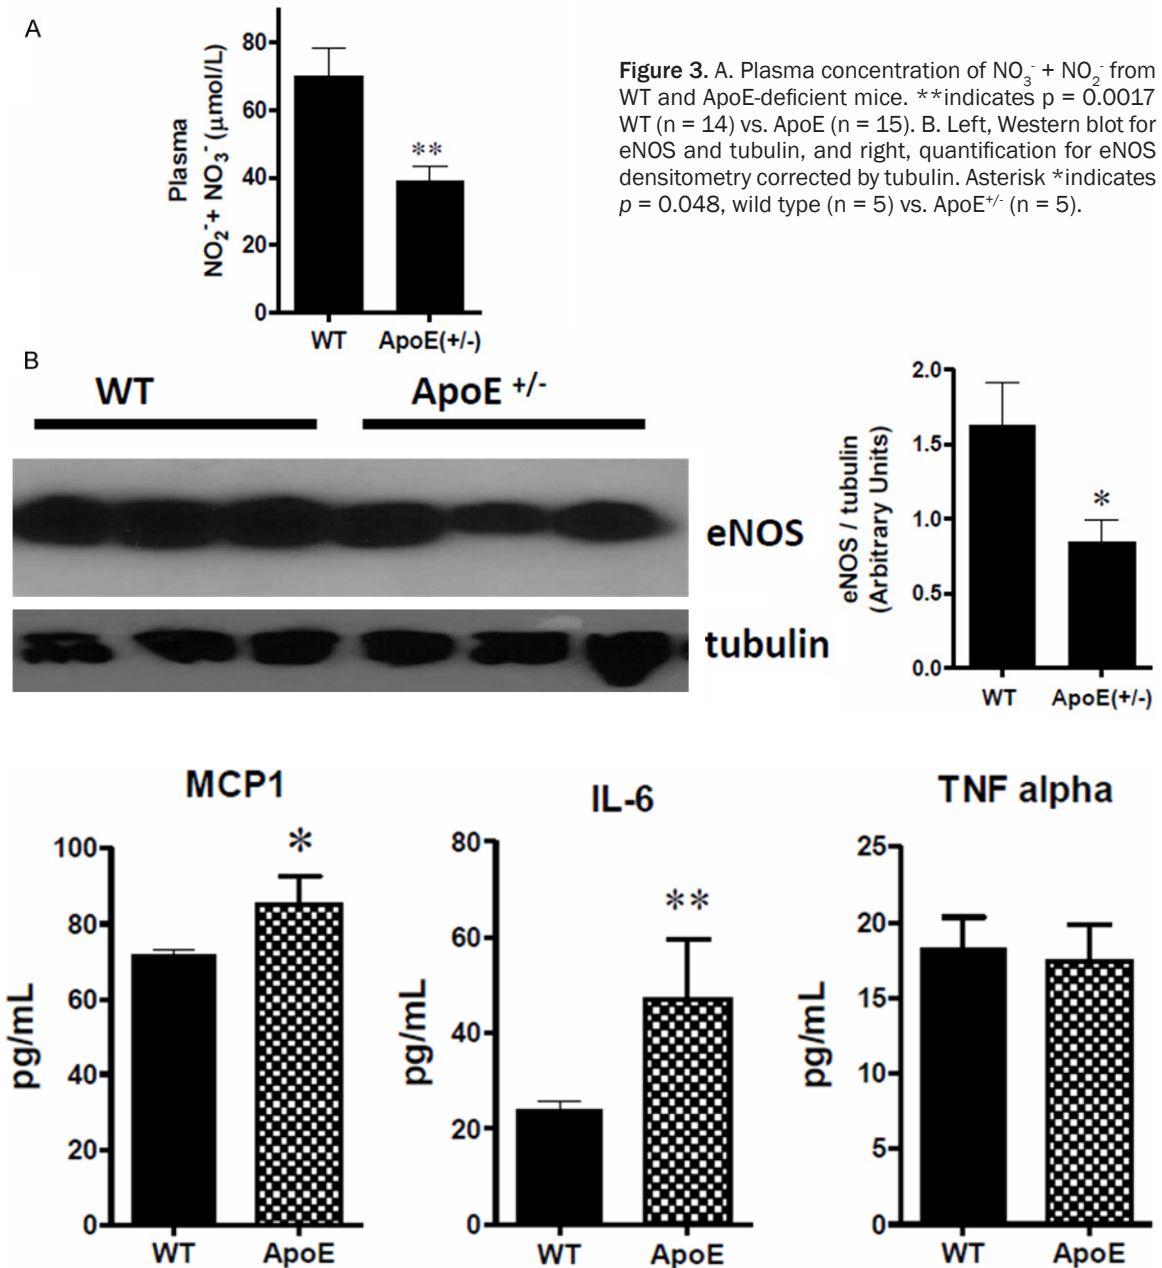 A
80
60
40
20
0
Plasma
NO₂⁻+ NO₃⁻ (μmol/L)
**
WT
ApoE(+/-)
Figure 3. A. Plasma concentration of NO₃⁻ + NO₂⁻ from
WT and ApoE-deficient mice. **indicates p = 0.0017
WT (n = 14) vs. ApoE (n = 15). B. Left, Western blot for
eNOS and tubulin, and right, quantification for eNOS
densitometry corrected by tubulin. Asterisk *indicates
p = 0.048, wild type (n = 5) vs. ApoE⁺/⁻ (n = 5).
B
WT
ApoE +/-
eNOS
tubulin
2.0
1.5
1.0
0.5
0.0
eNOS / tubulin
(Arbitrary Units)
*
WT
ApoE(+/-)
MCP1
100
80
60
40
20
0
pg/mL
*
WT
ApoE
IL-6
80
60
40
20
0
pg/mL
**
WT
ApoE
TNF alpha
25
20
15
10
5
0
pg/mL
WT
ApoE